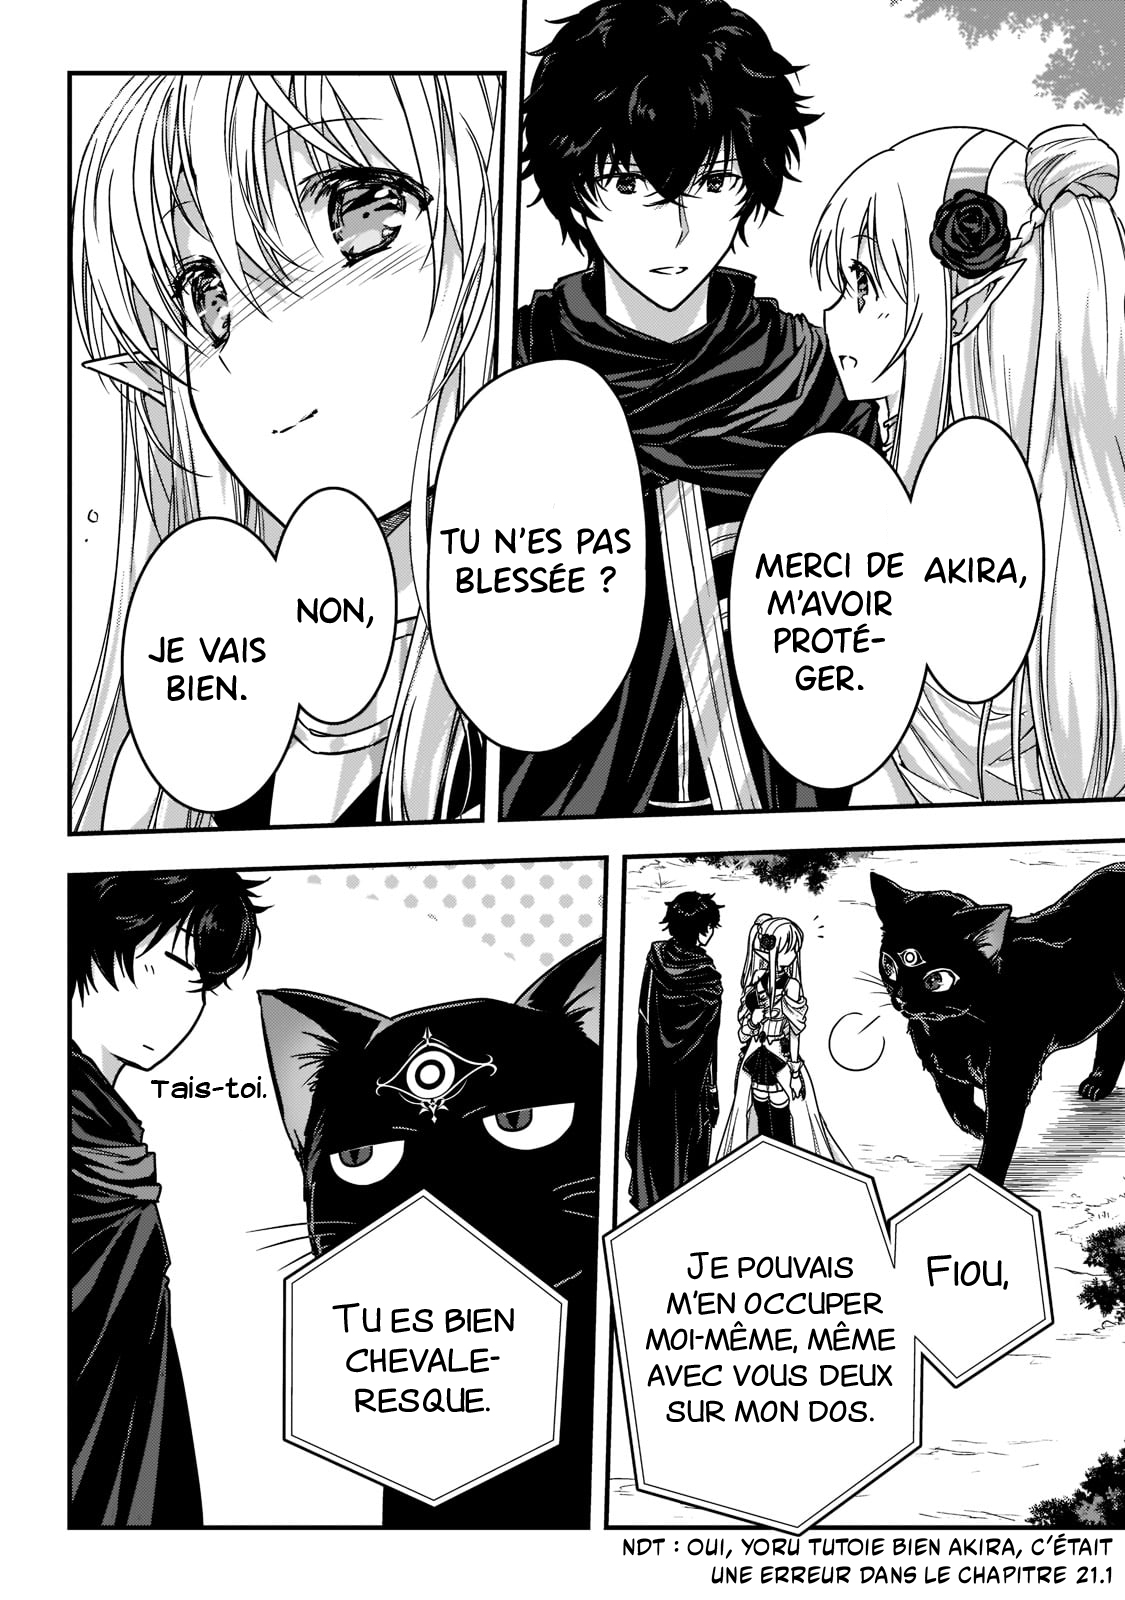 AKIRA,
MERCI DE
M'AVOIR
PROTÉ-
GER.
TU N'ES PAS
BLESSÉE ?
NON,
JE VAIS
BIEN.
FIOU,
JE POUVAIS
M'EN OCCUPER
MOI-MÊME, MÊME
AVEC VOUS DEUX
SUR MON DOS.
TU ES BIEN
CHEVALE-
RESQUE.
Tais-toi.
NDT : OUI, YORU TUTOIE BIEN AKIRA, C'ÉTAIT
UNE ERREUR DANS LE CHAPITRE 21.1